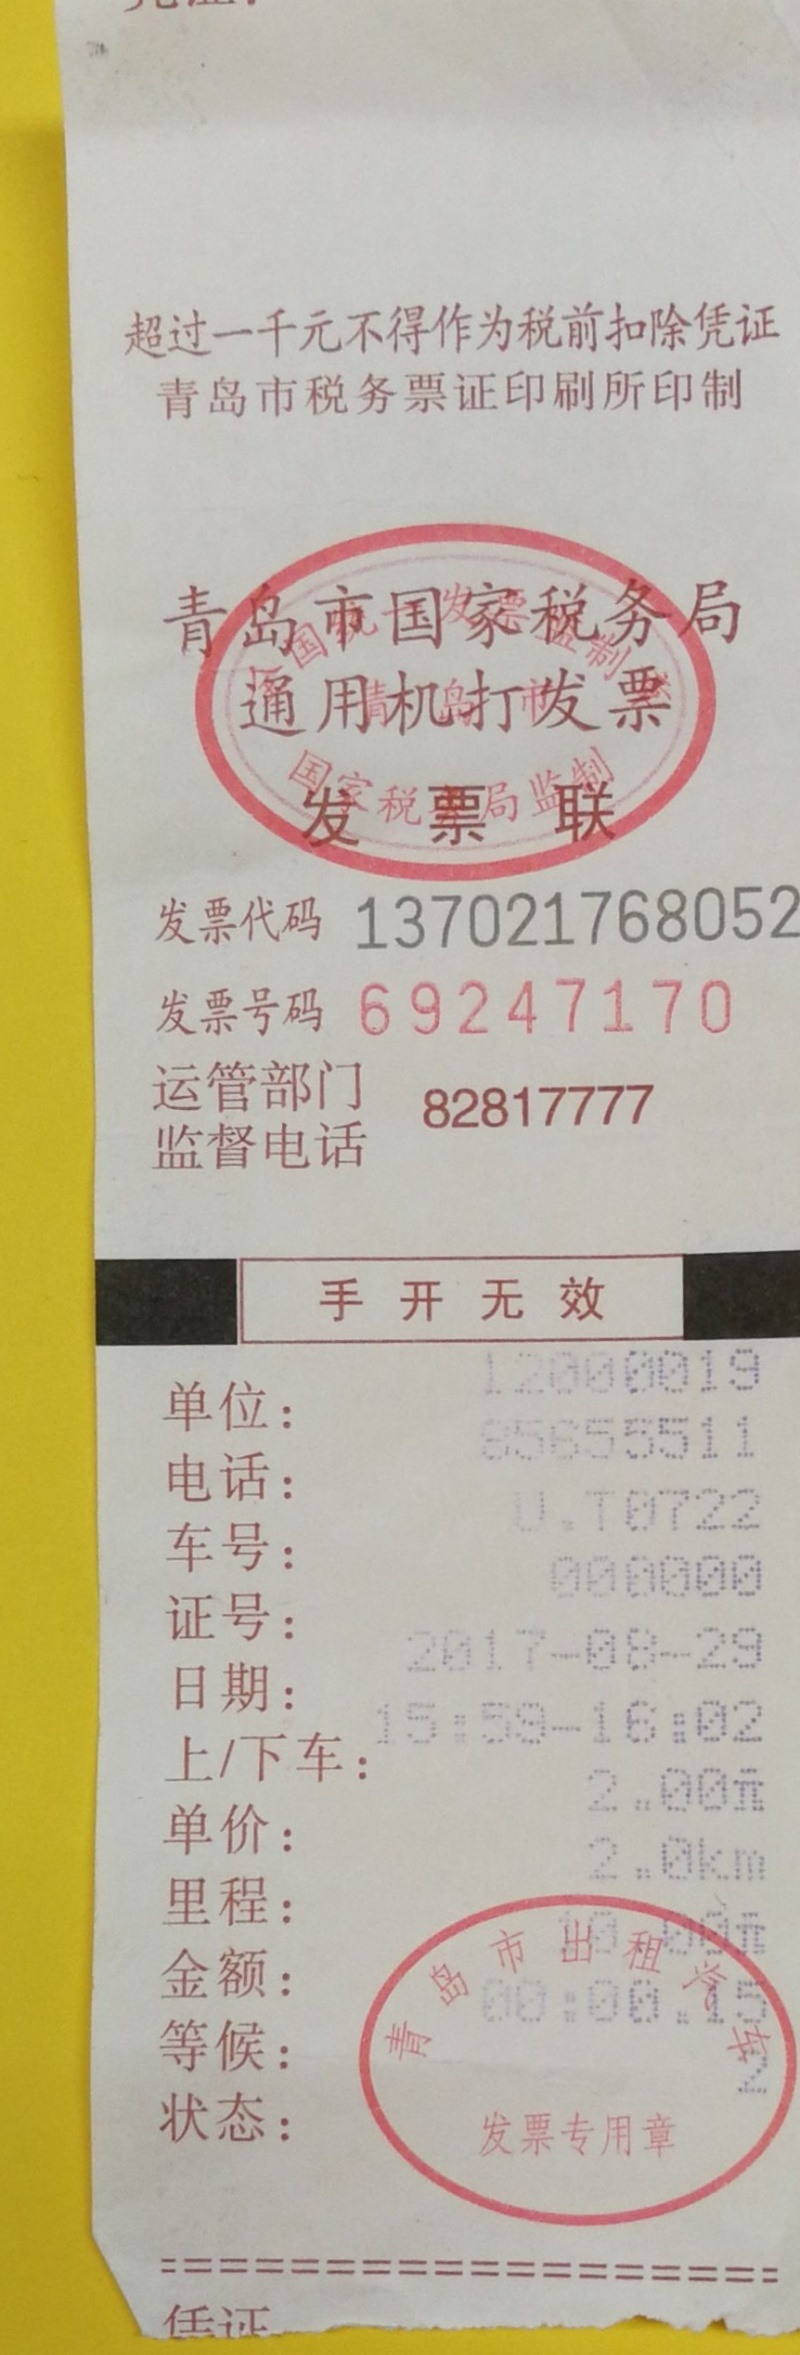 超过一千元不得作为税前扣除凭证
青岛市税务票证印刷所印制
青岛市国家税务局
通用机打发票
发票联
全国统一发票监制章
青岛市
国家税务局监制
发票代码 137021768052
发票号码 69247170
运管部门
监督电话 82817777
手开无效
单位: 12000019
电话: 85655511
车号: U.T0722
证号: 000000
日期: 2017-08-29
上/下车: 15:59-16:02
单价: 2.00元
里程: 2.0km
金额: 10.00元
等候: 00:00.15
状态: 2
青岛市出租汽车
发票专用章
凭证